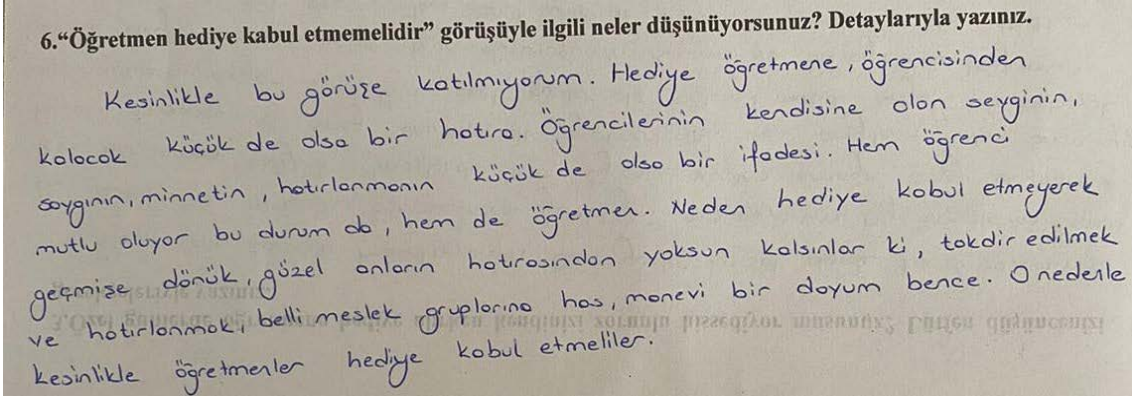 6.“Öğretmen hediye kabul etmemelidir” görüşüyle ilgili neler düşünüyorsunuz? Detaylarıyla yazınız.
Kesinlikle bu görüşe katılmıyorum. Hediye öğretmene, öğrencisinden
kalacak küçük de olsa bir hatıra. Öğrencilerinin kendisine olan sevginin,
saygının, minnetin, hatırlanmanın küçük de olsa bir ifadesi. Hem öğrenci
mutlu oluyor bu durum da, hem de öğretmen. Neden hediye kabul etmeyerek
geçmişe dönük, güzel anların hatırasından yoksun kalsınlar ki, takdir edilmek
ve hatırlanmak, belli meslek gruplarına has, manevi bir doyum bence. O nedenle
kesinlikle öğretmenler hediye kabul etmeliler.